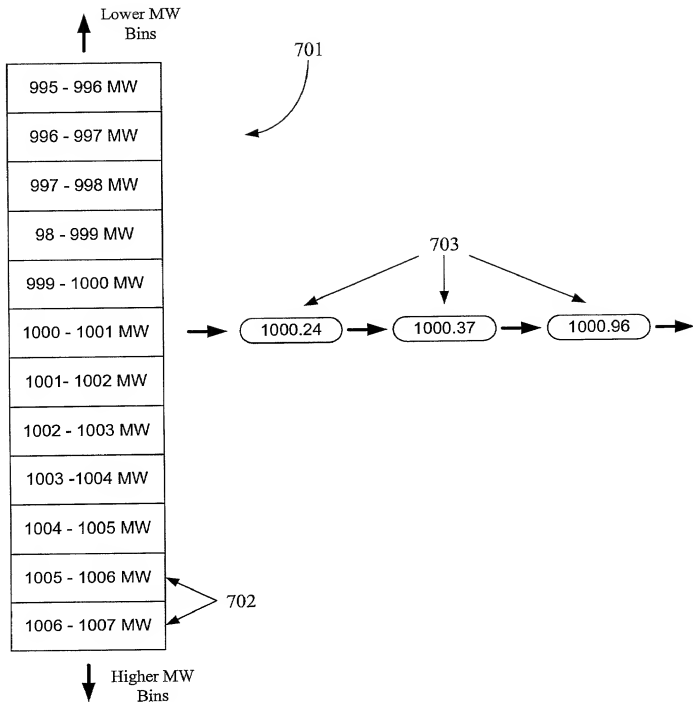 Lower MW
Bins
701
995 - 996 MW
996 - 997 MW
997 - 998 MW
98 - 999 MW
703
999 - 1000 MW
1000 - 1001 MW
1000.24
1000.37
1000.96
1001- 1002 MW
1002 - 1003 MW
1003 -1004 MW
1004 - 1005 MW
1005 - 1006 MW
702
1006 - 1007 MW
Higher MW
Bins